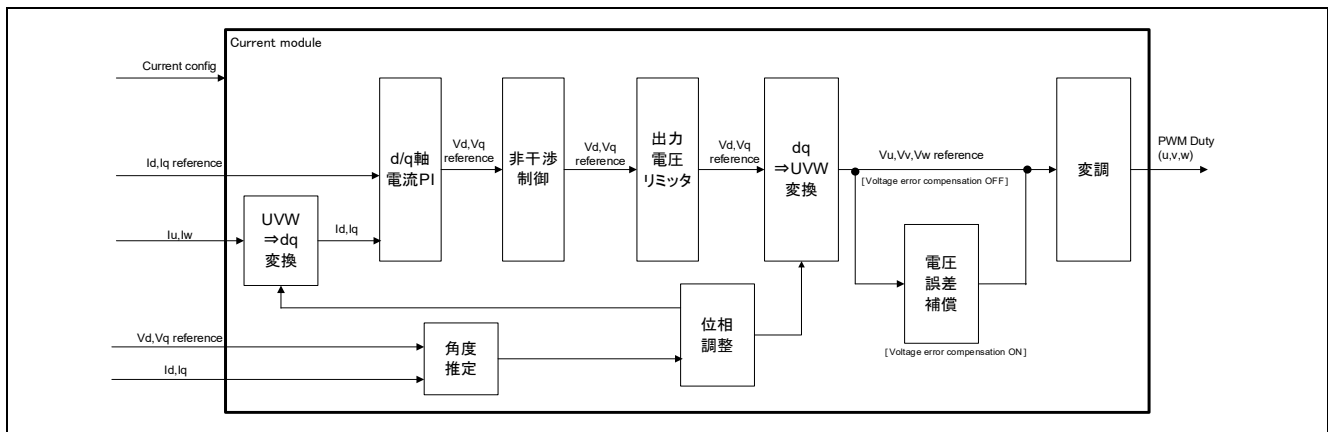 Current module
Current config
Id,Iq reference
Iu,Iw
Vd,Vq reference
Id,Iq
UVW
⇒dq
変換
Id,Iq
d/q軸
電流PI
Vd,Vq
reference
非干渉
制御
Vd,Vq
reference
出力
電圧
リミッタ
Vd,Vq
reference
dq
⇒UVW
変換
Vu,Vv,Vw reference
[Voltage error compensation OFF]
電圧
誤差
補償
[Voltage error compensation ON]
変調
PWM Duty
(u,v,w)
角度
推定
位相
調整